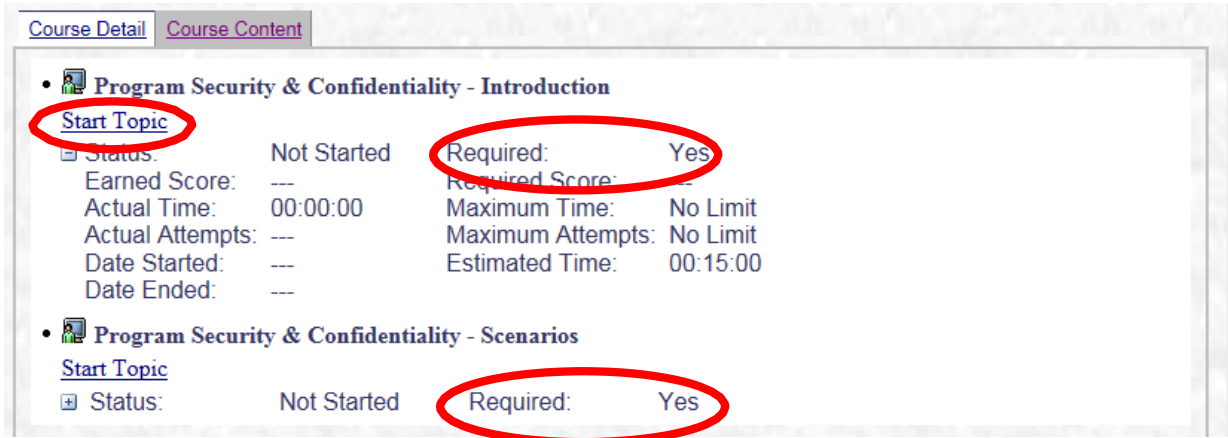 Course Detail Course Content
• Program Security & Confidentiality - Introduction
Start Topic
Status: Not Started Required: Yes
Earned Score: --- Required Score: ---
Actual Time: 00:00:00 Maximum Time: No Limit
Actual Attempts: --- Maximum Attempts: No Limit
Date Started: --- Estimated Time: 00:15:00
Date Ended: ---
• Program Security & Confidentiality - Scenarios
Start Topic
Status: Not Started Required: Yes